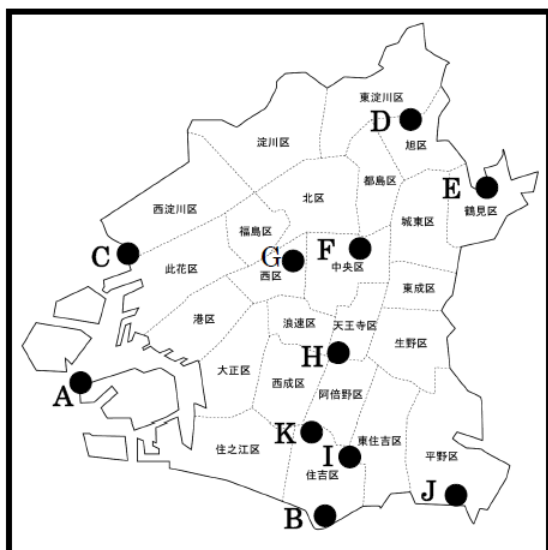 東淀川区
D
旭区
淀川区
都島区
E
北区
鶴見区
西淀川区
城東区
福島区
C
G
F
此花区
西区
中央区
東成区
港区
浪速区
天王寺区
生野区
H
大正区
西成区
阿倍野区
A
K
東住吉区
住之江区
I
平野区
住吉区
J
B